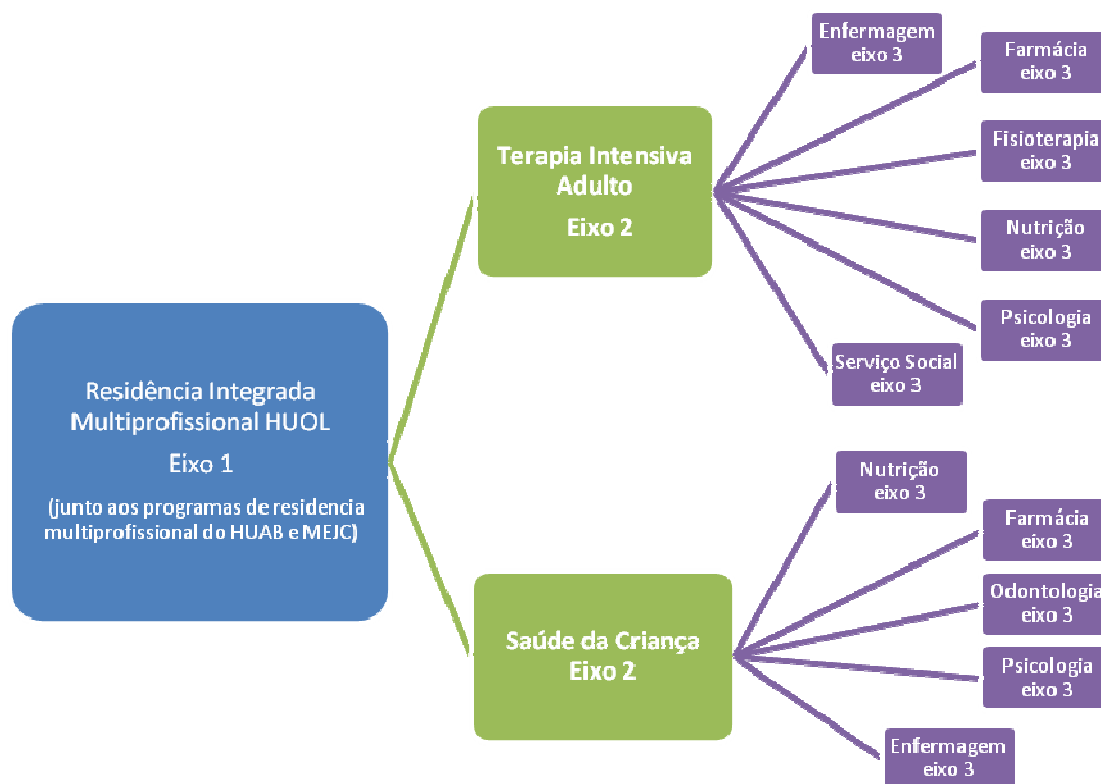 Residência Integrada
Multiprofissional HUOL
Eixo 1
(junto aos programas de residencia
multiprofissional do HUAB e MEJC)
Terapia Intensiva
Adulto
Eixo 2
Enfermagem
eixo 3
Farmácia
eixo 3
Fisioterapia
eixo 3
Nutrição
eixo 3
Psicologia
eixo 3
Serviço Social
eixo 3
Saúde da Criança
Eixo 2
Nutrição
eixo 3
Farmácia
eixo 3
Odontologia
eixo 3
Psicologia
eixo 3
Enfermagem
eixo 3